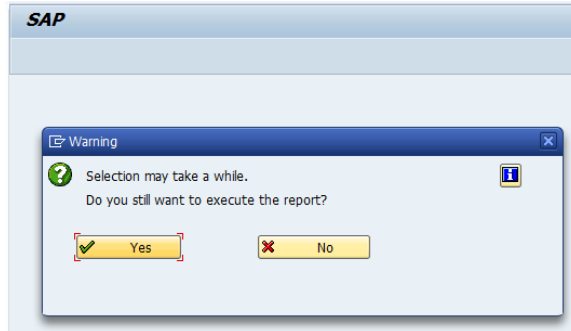 SAP
Warning
Selection may take a while.
Do you still want to execute the report?
Yes
No